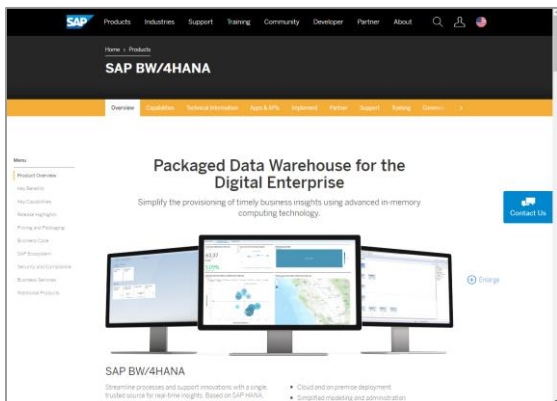 SAP
Products Industries Support Training Community Developer Partner About
Home > Products
SAP BW/4HANA
Overview Capabilities Technical Information Apps & APIs Implement Partner Support Training
Menu
Product Overview
Key Benefits
Key Capabilities
Release Highlights
Pricing and Packaging
Business Case
SAP Ecosystem
Security and Compliance
Business Services
Additional Products
Packaged Data Warehouse for the
Digital Enterprise
Simplify the provisioning of timely business insights using advanced in-memory
computing technology.
Contact Us
Enlarge
SAP BW/4HANA
Streamline processes and support innovations with a single,
trusted source for real-time insights. Based on SAP HANA,
• Cloud and on premise deployment
• Simplified modeling and administration